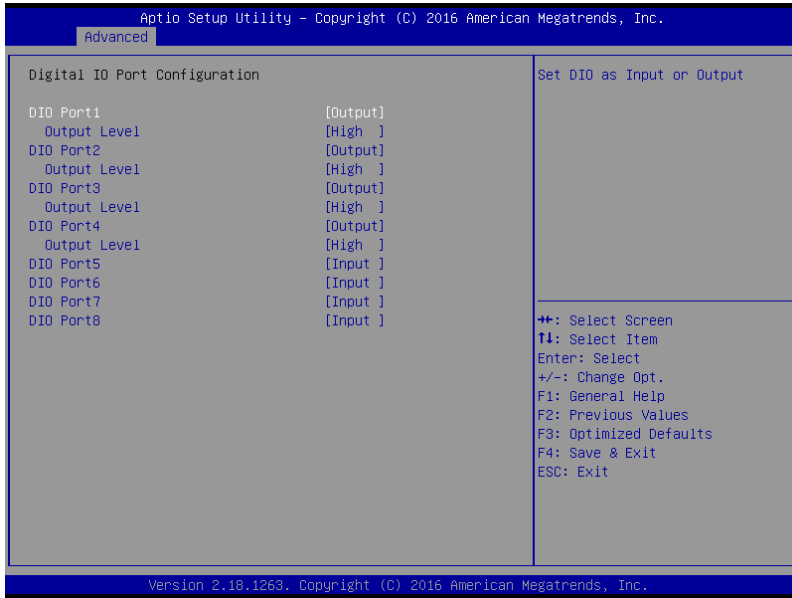 Aptio Setup Utility – Copyright (C) 2016 American Megatrends, Inc.
Advanced
Digital IO Port Configuration
DIO Port1 [Output]
Output Level [High ]
DIO Port2 [Output]
Output Level [High ]
DIO Port3 [Output]
Output Level [High ]
DIO Port4 [Output]
Output Level [High ]
DIO Port5 [Input ]
DIO Port6 [Input ]
DIO Port7 [Input ]
DIO Port8 [Input ]
Set DIO as Input or Output
→←: Select Screen
↑↓: Select Item
Enter: Select
+/-: Change Opt.
F1: General Help
F2: Previous Values
F3: Optimized Defaults
F4: Save & Exit
ESC: Exit
Version 2.18.1263. Copyright (C) 2016 American Megatrends, Inc.